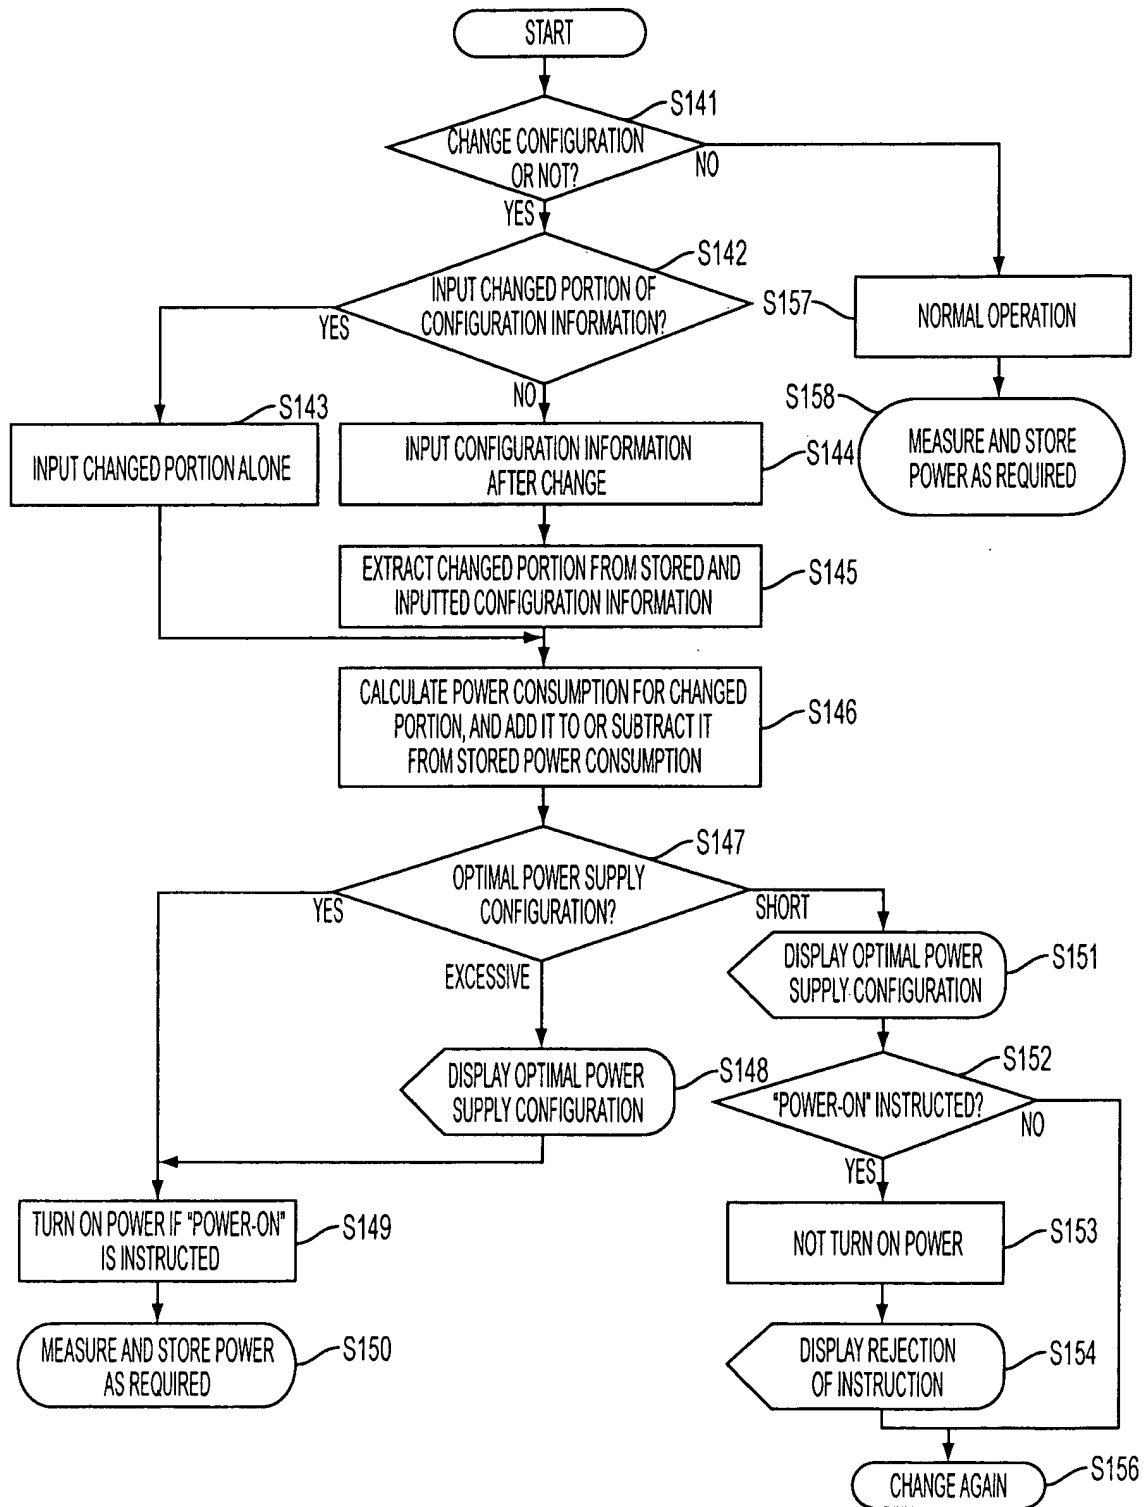 START
S141
CHANGE CONFIGURATION
OR NOT?
NO
YES
S142
INPUT CHANGED PORTION OF
CONFIGURATION INFORMATION?
YES
NO
S157
NORMAL OPERATION
S158
MEASURE AND STORE
POWER AS REQUIRED
S143
INPUT CHANGED PORTION ALONE
INPUT CONFIGURATION INFORMATION
AFTER CHANGE
S144
EXTRACT CHANGED PORTION FROM STORED AND
INPUTTED CONFIGURATION INFORMATION
S145
CALCULATE POWER CONSUMPTION FOR CHANGED
PORTION, AND ADD IT TO OR SUBTRACT IT
FROM STORED POWER CONSUMPTION
S146
S147
OPTIMAL POWER SUPPLY
CONFIGURATION?
YES
SHORT
EXCESSIVE
DISPLAY OPTIMAL POWER
SUPPLY CONFIGURATION
S151
DISPLAY OPTIMAL POWER
SUPPLY CONFIGURATION
S148
S152
"POWER-ON" INSTRUCTED?
NO
YES
TURN ON POWER IF "POWER-ON"
IS INSTRUCTED
S149
NOT TURN ON POWER
S153
MEASURE AND STORE POWER
AS REQUIRED
S150
DISPLAY REJECTION
OF INSTRUCTION
S154
CHANGE AGAIN
S156